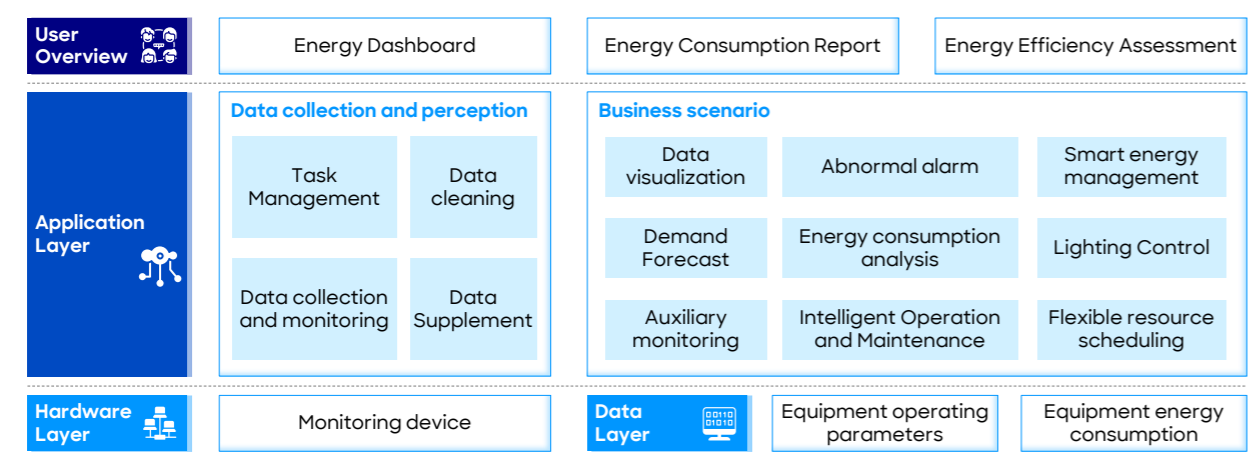 User
Overview
Energy Dashboard
Energy Consumption Report
Energy Efficiency Assessment
Application
Layer
Data collection and perception
Task
Management
Data
cleaning
Data collection
and monitoring
Data
Supplement
Business scenario
Data
visualization
Abnormal alarm
Smart energy
management
Demand
Forecast
Energy consumption
analysis
Lighting Control
Auxiliary
monitoring
Intelligent Operation
and Maintenance
Flexible resource
scheduling
Hardware
Layer
Monitoring device
Data
Layer
00110
01010
Equipment operating
parameters
Equipment energy
consumption